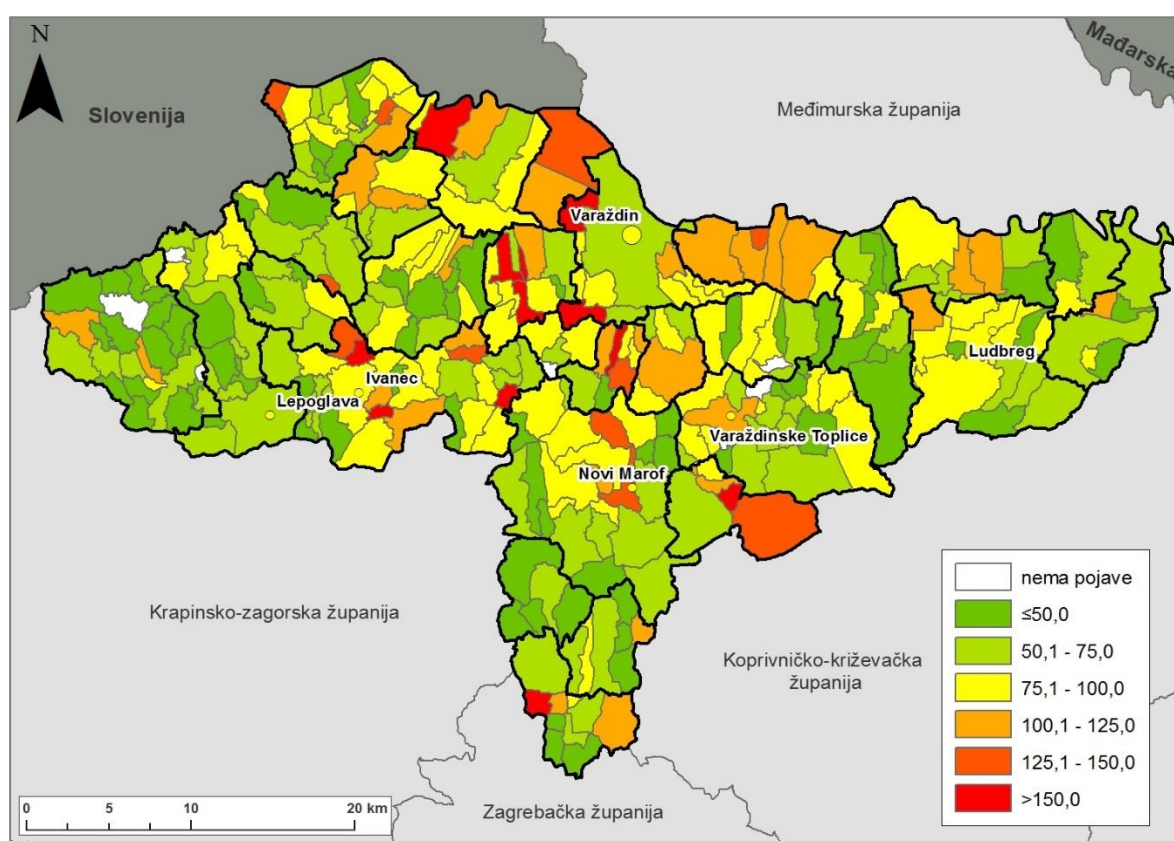 N
Slovenija
Mađarska
Međimurska županija
Varaždin
Ludbreg
Ivanec
Lepoglava
Varaždinske Toplice
Novi Marof
Krapinsko-zagorska županija
Koprivničko-križevačka
županija
Zagrebačka županija
nema pojave
≤50,0
50,1 - 75,0
75,1 - 100,0
100,1 - 125,0
125,1 - 150,0
>150,0
0 5 10 20 km